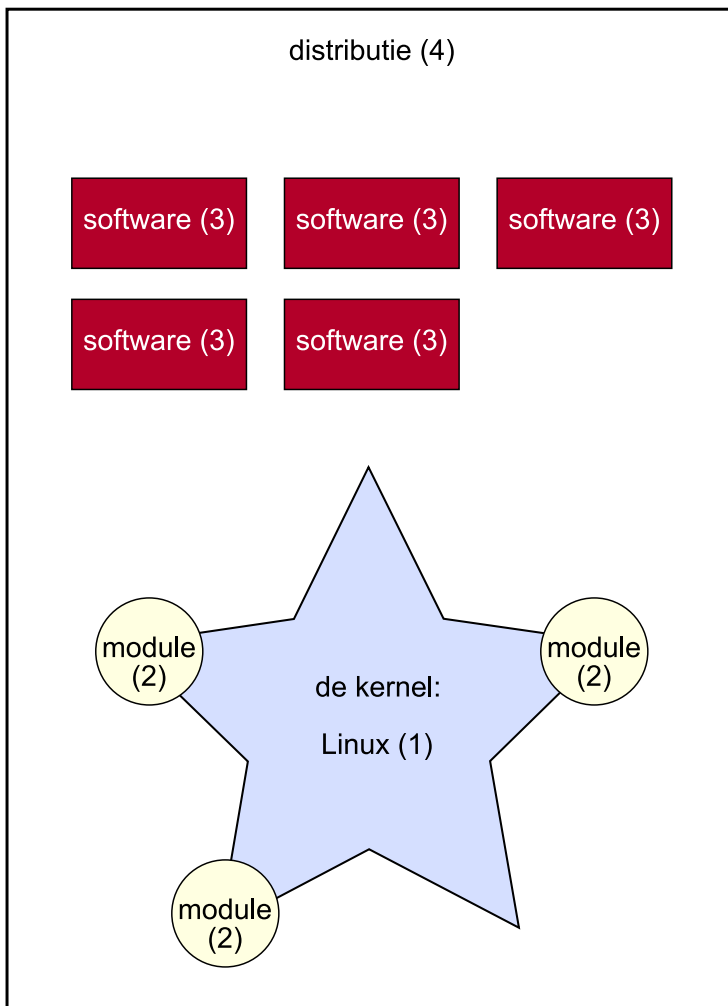 distributie (4)
software (3)
software (3)
software (3)
software (3)
software (3)
module
(2)
module
(2)
de kernel:
Linux (1)
module
(2)